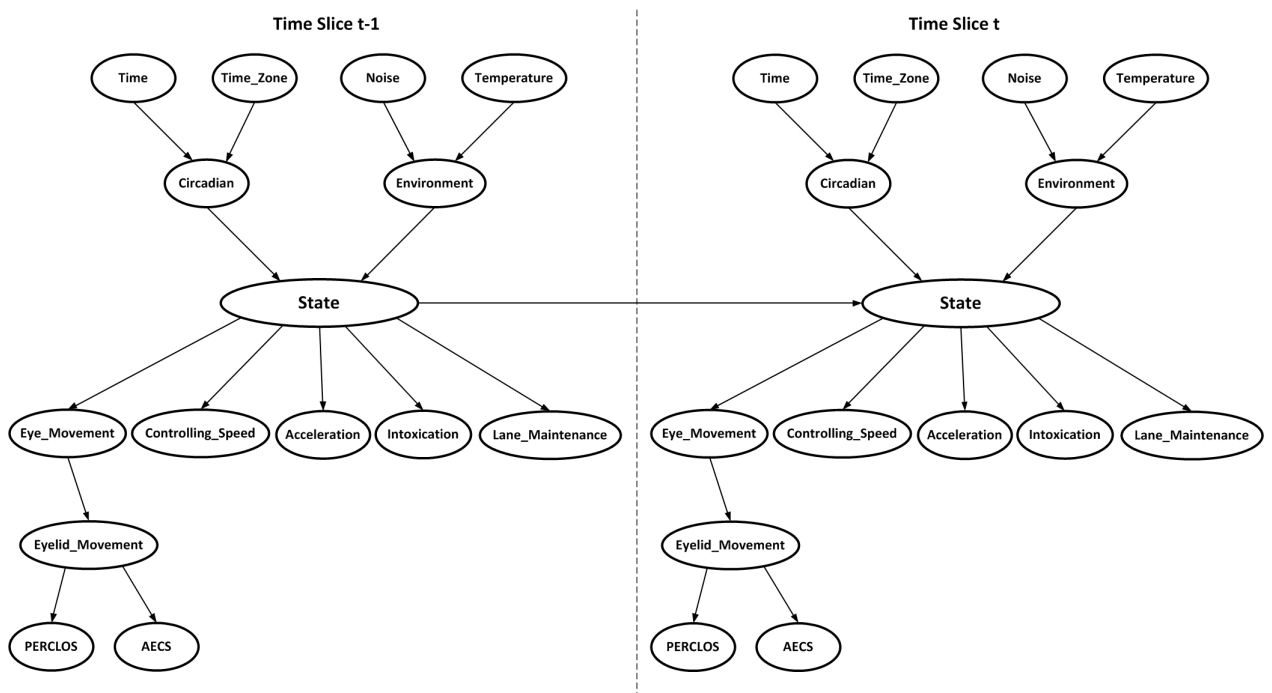 Time Slice t-1
Time Slice t
Time
Time_Zone
Noise
Temperature
Circadian
Environment
State
Eye_Movement
Controlling_Speed
Acceleration
Intoxication
Lane_Maintenance
Eyelid_Movement
PERCLOS
AECS
Time
Time_Zone
Noise
Temperature
Circadian
Environment
State
Eye_Movement
Controlling_Speed
Acceleration
Intoxication
Lane_Maintenance
Eyelid_Movement
PERCLOS
AECS